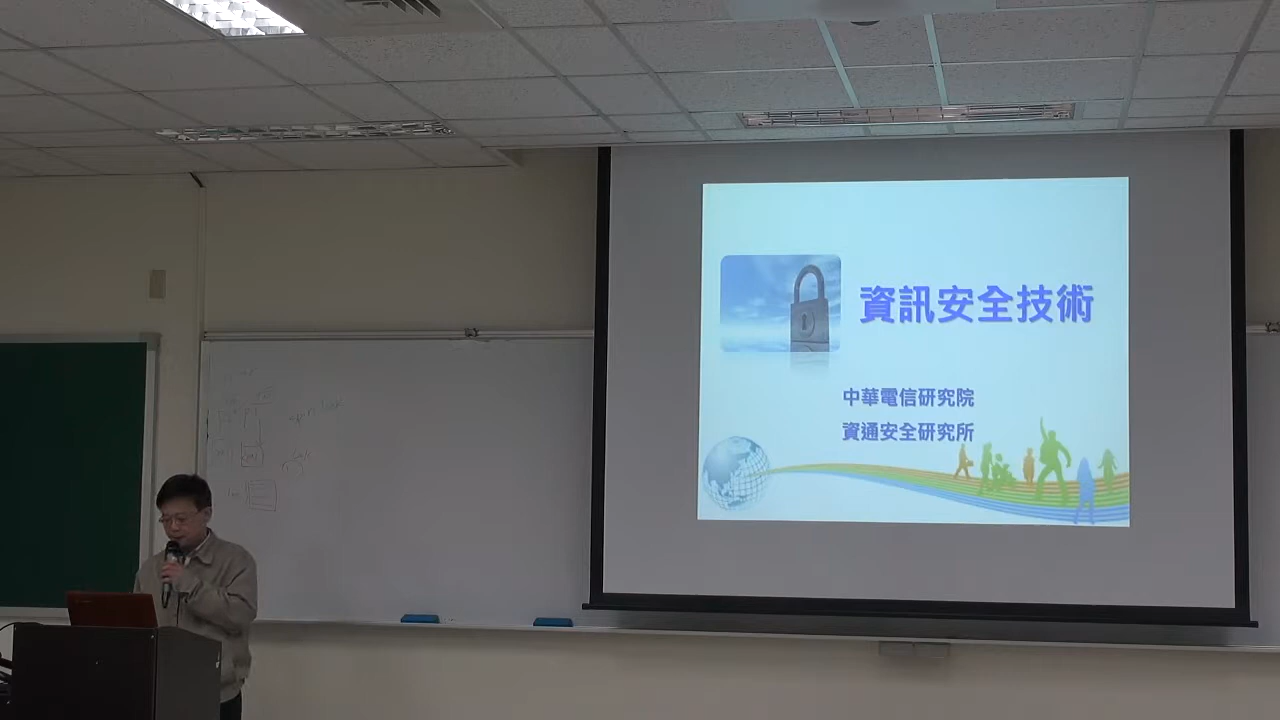 資訊安全技術
中華電信研究院
資通安全研究所